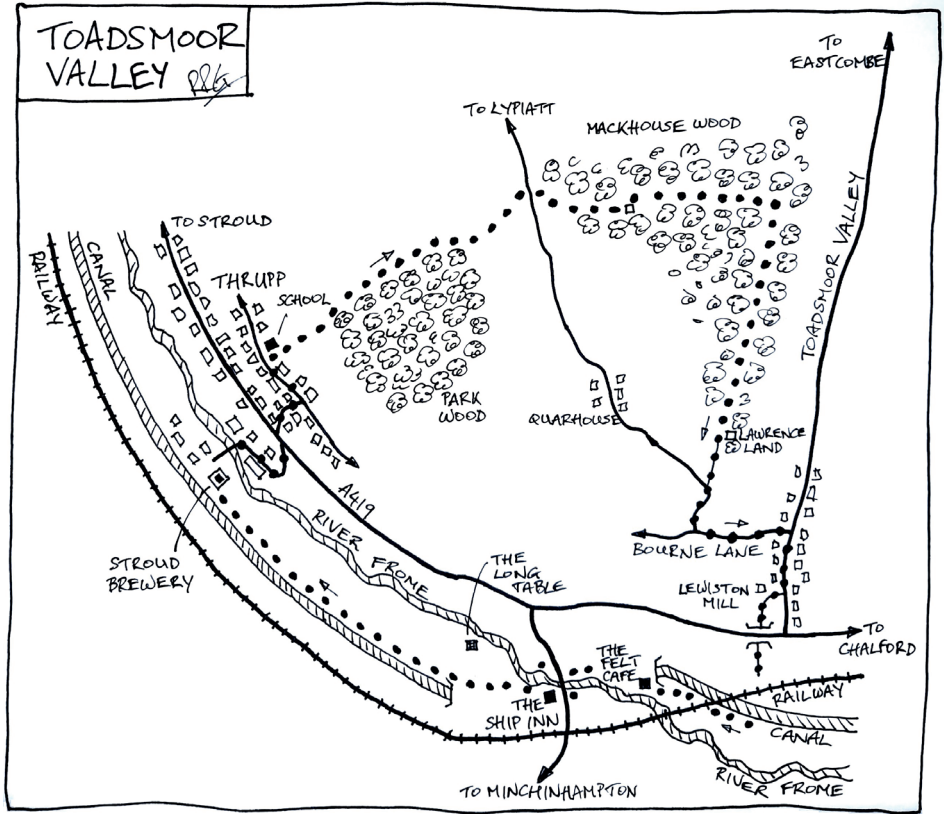 TOADSMOOR
VALLEY
TO
EASTCOMBE
TO LYPIATT
MACKHOUSE WOOD
TOADSMOOR VALLEY
TO STROUD
CANAL
RAILWAY
THRUPP
SCHOOL
PARK
WOOD
QUARHOUSE
LAWRENCE
LAND
A419
RIVER
FROME
BOURNE LANE
STROUD
BREWERY
THE
LONG
TABLE
LEWISTON
MILL
TO
CHALFORD
THE
FELT
CAFE
THE
SHIP INN
RAILWAY
CANAL
RIVER FROME
TO MINCHINHAMPTON